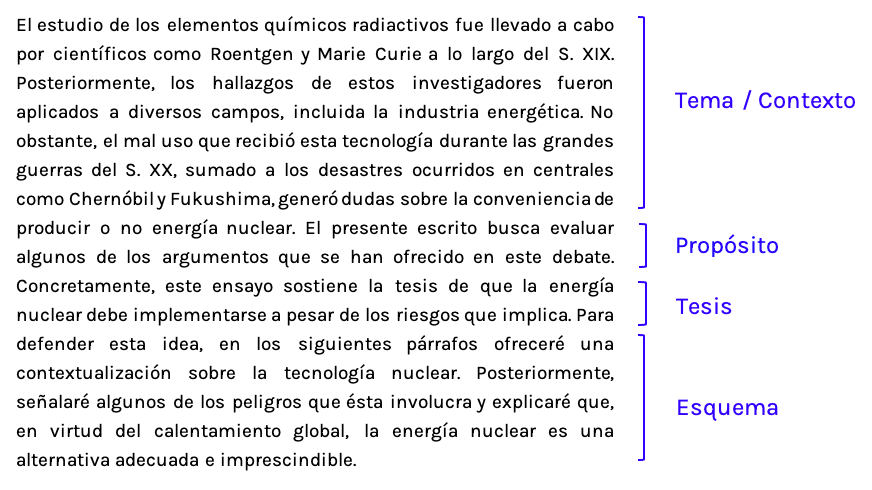 El estudio de los elementos químicos radiactivos fue llevado a cabo
por científicos como Roentgen y Marie Curie a lo largo del S. XIX.
Posteriormente, los hallazgos de estos investigadores fueron
aplicados a diversos campos, incluida la industria energética. No
obstante, el mal uso que recibió esta tecnología durante las grandes
guerras del S. XX, sumado a los desastres ocurridos en centrales
como Chernóbil y Fukushima, generó dudas sobre la conveniencia de
producir o no energía nuclear. El presente escrito busca evaluar
algunos de los argumentos que se han ofrecido en este debate.
Concretamente, este ensayo sostiene la tesis de que la energía
nuclear debe implementarse a pesar de los riesgos que implica. Para
defender esta idea, en los siguientes párrafos ofreceré una
contextualización sobre la tecnología nuclear. Posteriormente,
señalaré algunos de los peligros que ésta involucra y explicaré que,
en virtud del calentamiento global, la energía nuclear es una
alternativa adecuada e imprescindible.
Tema / Contexto
Propósito
Tesis
Esquema